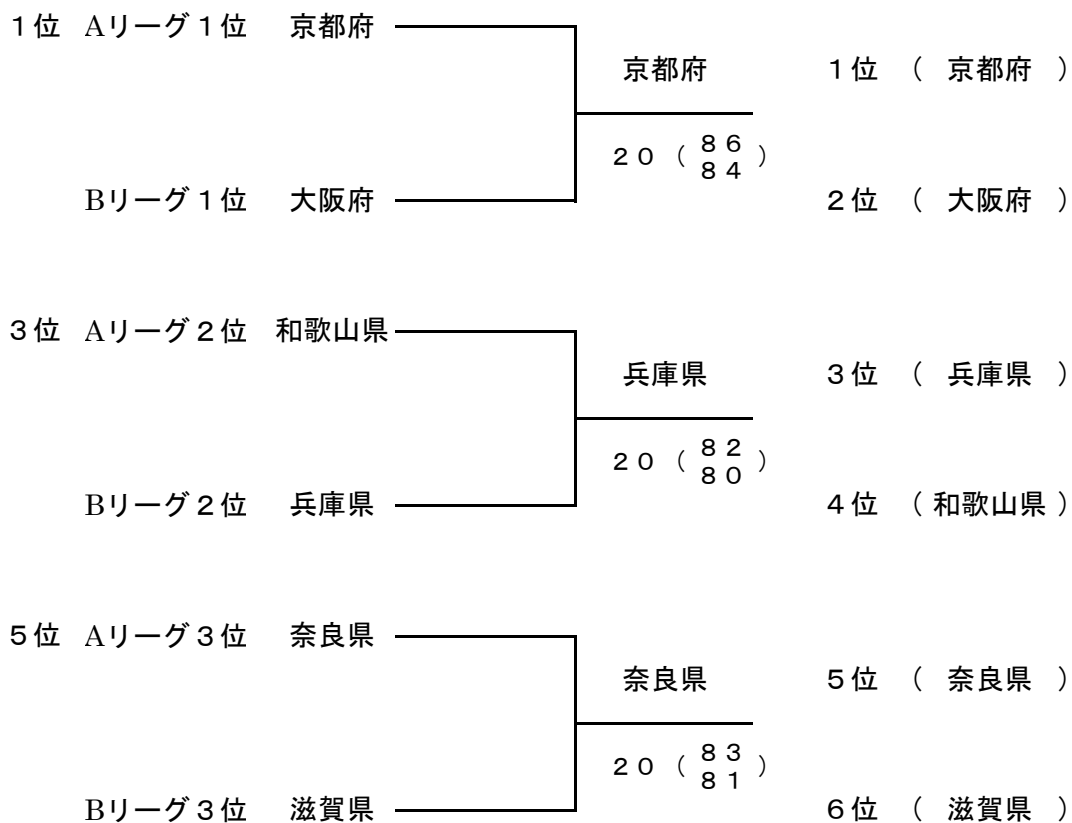 １位 Aリーグ１位 京都府
京都府 １位 （ 京都府 ）
２０（ ８６ ）
８４
Bリーグ１位 大阪府 ２位 （ 大阪府 ）
３位 Aリーグ２位 和歌山県
兵庫県 ３位 （ 兵庫県 ）
２０（ ８２ ）
８０
Bリーグ２位 兵庫県 ４位 （ 和歌山県 ）
５位 Aリーグ３位 奈良県
奈良県 ５位 （ 奈良県 ）
２０（ ８３ ）
８１
Bリーグ３位 滋賀県 ６位 （ 滋賀県 ）